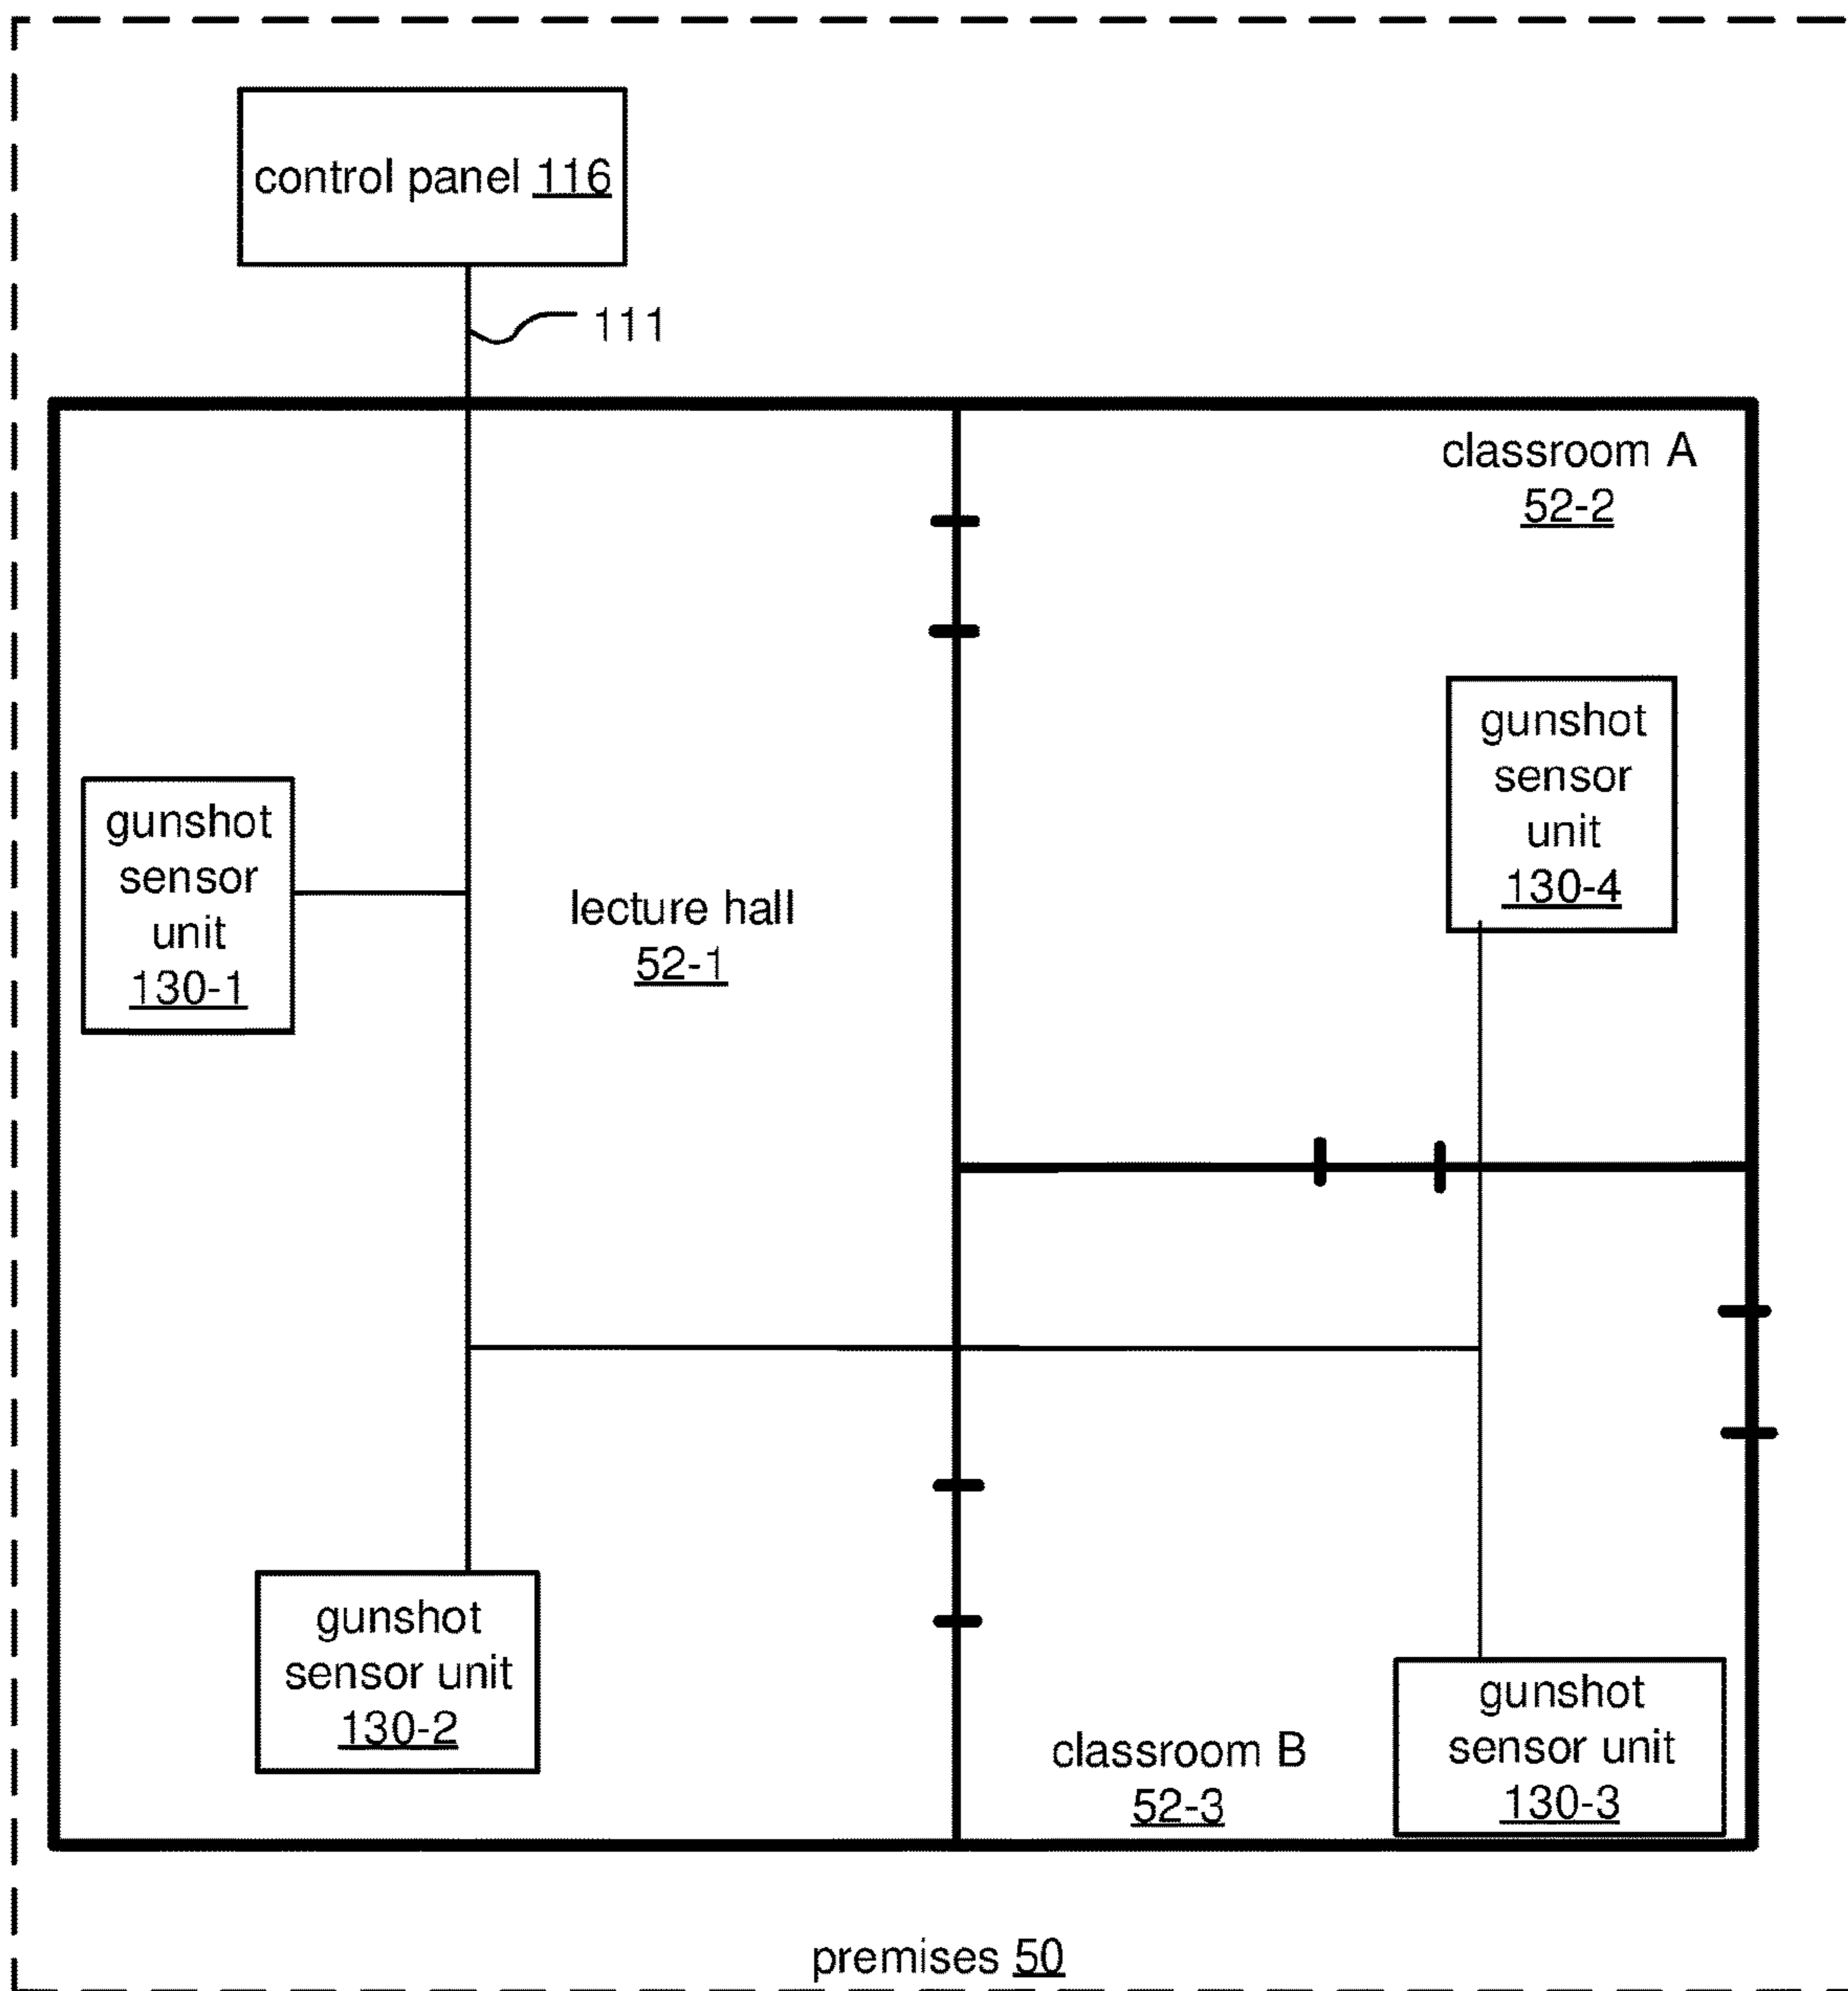 control panel 116
111
classroom A
52-2
gunshot
sensor
unit
130-4
gunshot
sensor
unit
130-1
lecture hall
52-1
gunshot
sensor unit
130-2
classroom B
52-3
gunshot
sensor unit
130-3
premises 50